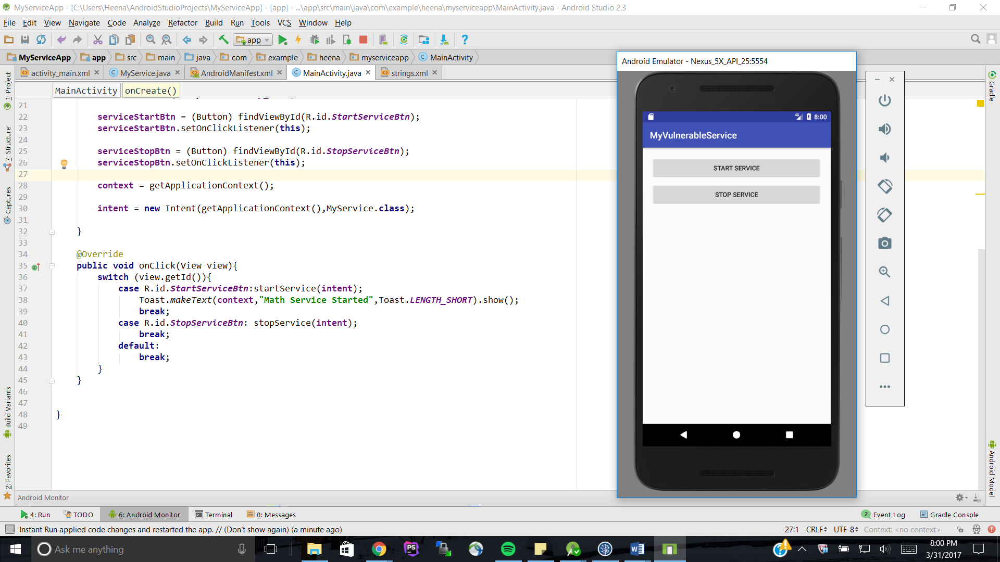 MyServiceApp - [C:\Users\Heena\AndroidStudioProjects\MyServiceApp] - [app] - ...\app\src\main\java\com\example\heena\myserviceapp\MainActivity.java - Android Studio 2.3
File Edit View Navigate Code Analyze Refactor Build Run Tools VCS Window Help
app
MyServiceApp app src main java com example heena myserviceapp MainActivity
activity_main.xml MyService.java AndroidManifest.xml MainActivity.java strings.xml
MainActivity onCreate()
21
22 serviceStartBtn = (Button) findViewById(R.id.StartServiceBtn);
23 serviceStartBtn.setOnClickListener(this);
24
25 serviceStopBtn = (Button) findViewById(R.id.StopServiceBtn);
26 serviceStopBtn.setOnClickListener(this);
27
28 context = getApplicationContext();
29
30 intent = new Intent(getApplicationContext(),MyService.class);
31
32 }
33
34 @Override
35 public void onClick(View view){
36 switch (view.getId()){
37 case R.id.StartServiceBtn:startService(intent);
38 Toast.makeText(context,"Math Service Started",Toast.LENGTH_SHORT).show();
39 break;
40 case R.id.StopServiceBtn: stopService(intent);
41 break;
42 default:
43 break;
44 }
45 }
46
47
48 }
49
1: Project
7: Structure
Captures
Build Variants
2: Favorites
Android Emulator - Nexus_5X_API_25:5554
4G 8:00
MyVulnerableService
START SERVICE
STOP SERVICE
Gradle
Android Model
Android Monitor
4: Run TODO 6: Android Monitor Terminal 0: Messages 2 Event Log Gradle Console
Instant Run applied code changes and restarted the app. // (Don't show again) (a minute ago) 27:1 CRLF UTF-8 Context: <no context>
Ask me anything
PS
8:00 PM
3/31/2017